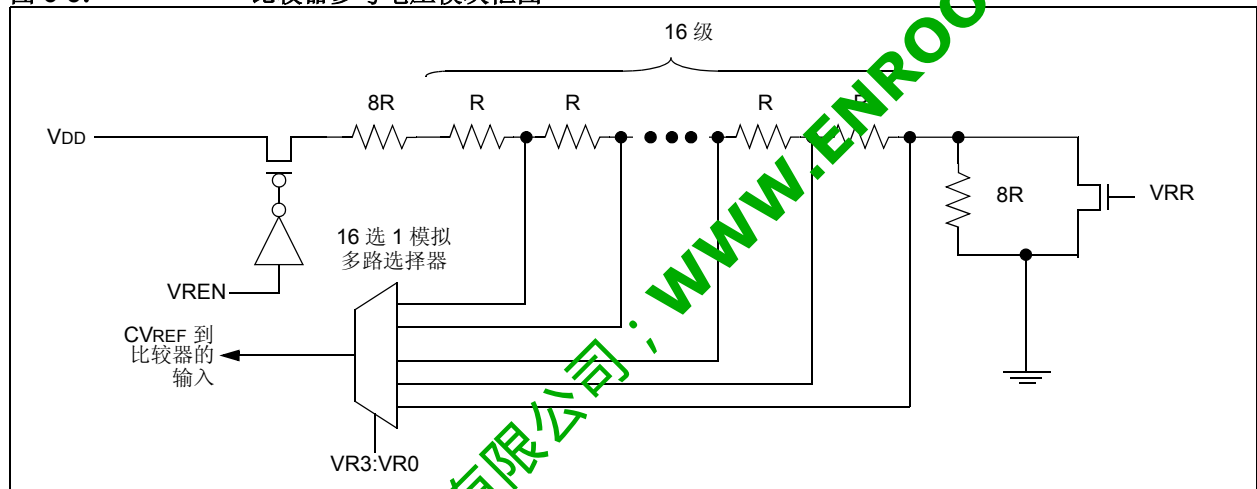 16 级
8R
R
R
R
R
VDD
8R
VRR
16 选 1 模拟
多路选择器
VREN
CVREF 到
比较器的
输入
VR3:VR0
有限公司；WWW.ENROO